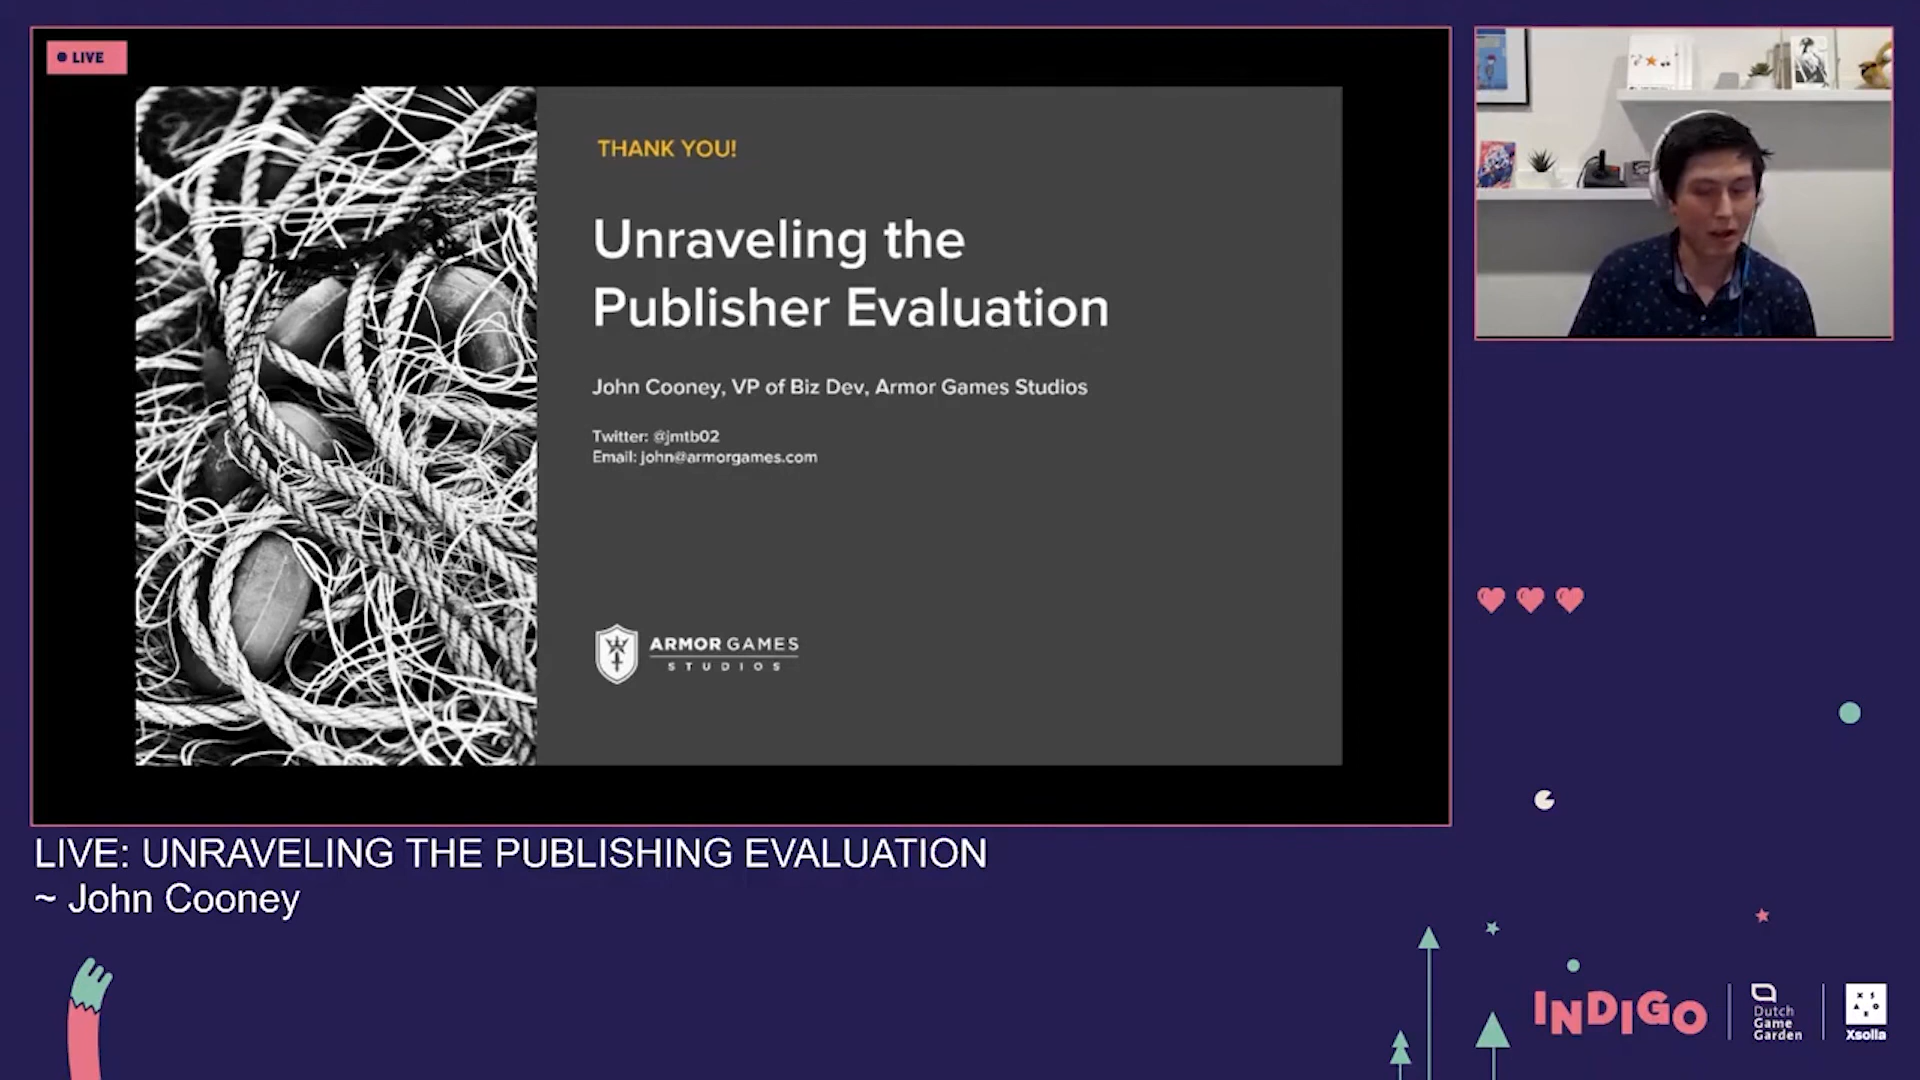 LIVE
THANK YOU!
Unraveling the
Publisher Evaluation
John Cooney, VP of Biz Dev, Armor Games Studios
Twitter: @jmtb02
Email: john@armorgames.com
ARMOR GAMES
STUDIOS
LIVE: UNRAVELING THE PUBLISHING EVALUATION
~ John Cooney
INDIGO
Dutch
Game
Garden
Xsolla